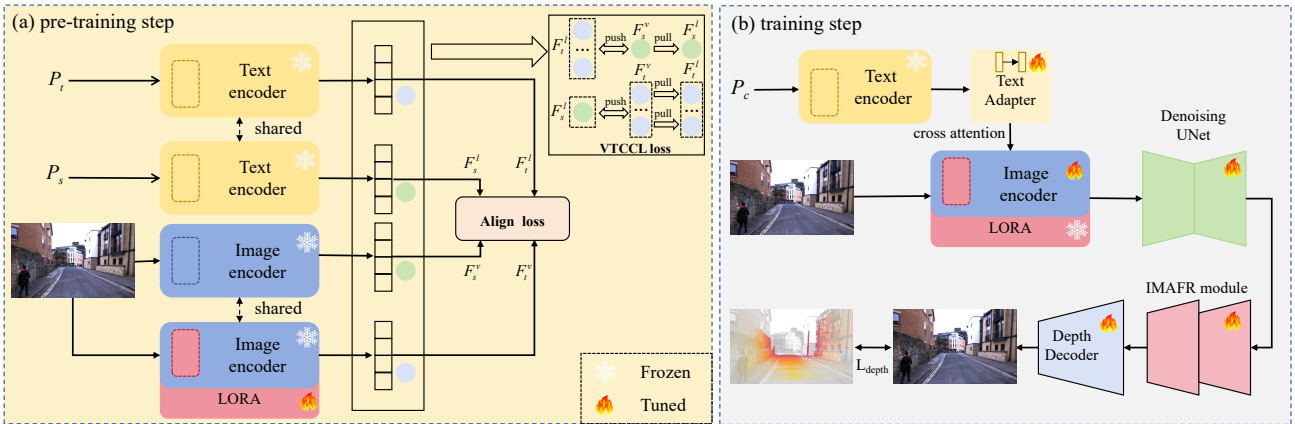 (a) pre-training step
P_t
Text
encoder
shared
P_s
Text
encoder
Image
encoder
shared
Image
encoder
LORA
F_s^l
F_t^l
Align loss
F_s^v
F_t^v
F_t^l
...
push
F_s^v
pull
F_s^l
F_t^v
F_t^l
F_s^l
push
...
pull
...
pull
VTCCL loss
Frozen
Tuned
(b) training step
P_c
Text
encoder
Text
Adapter
cross attention
Image
encoder
LORA
Denoising
UNet
IMAFR module
Depth
Decoder
L_depth